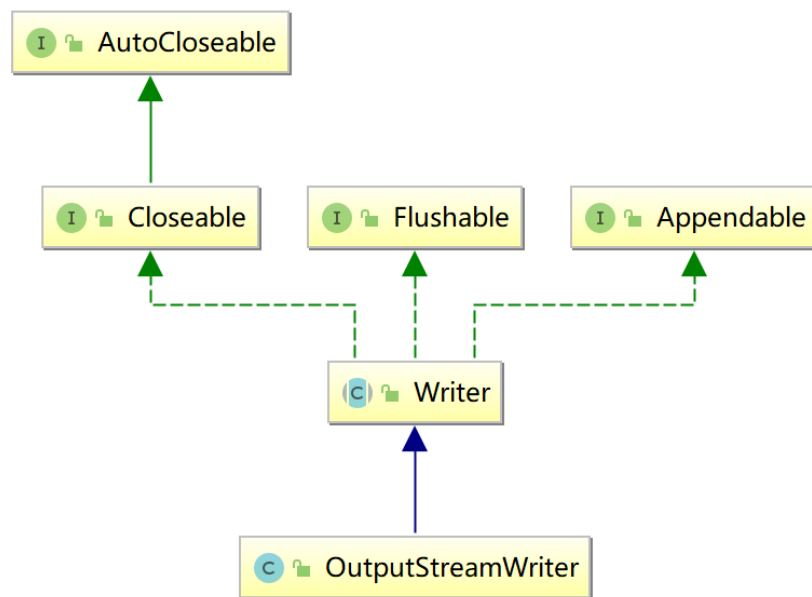 I AutoCloseable
I Closeable
I Flushable
I Appendable
C Writer
C OutputStreamWriter